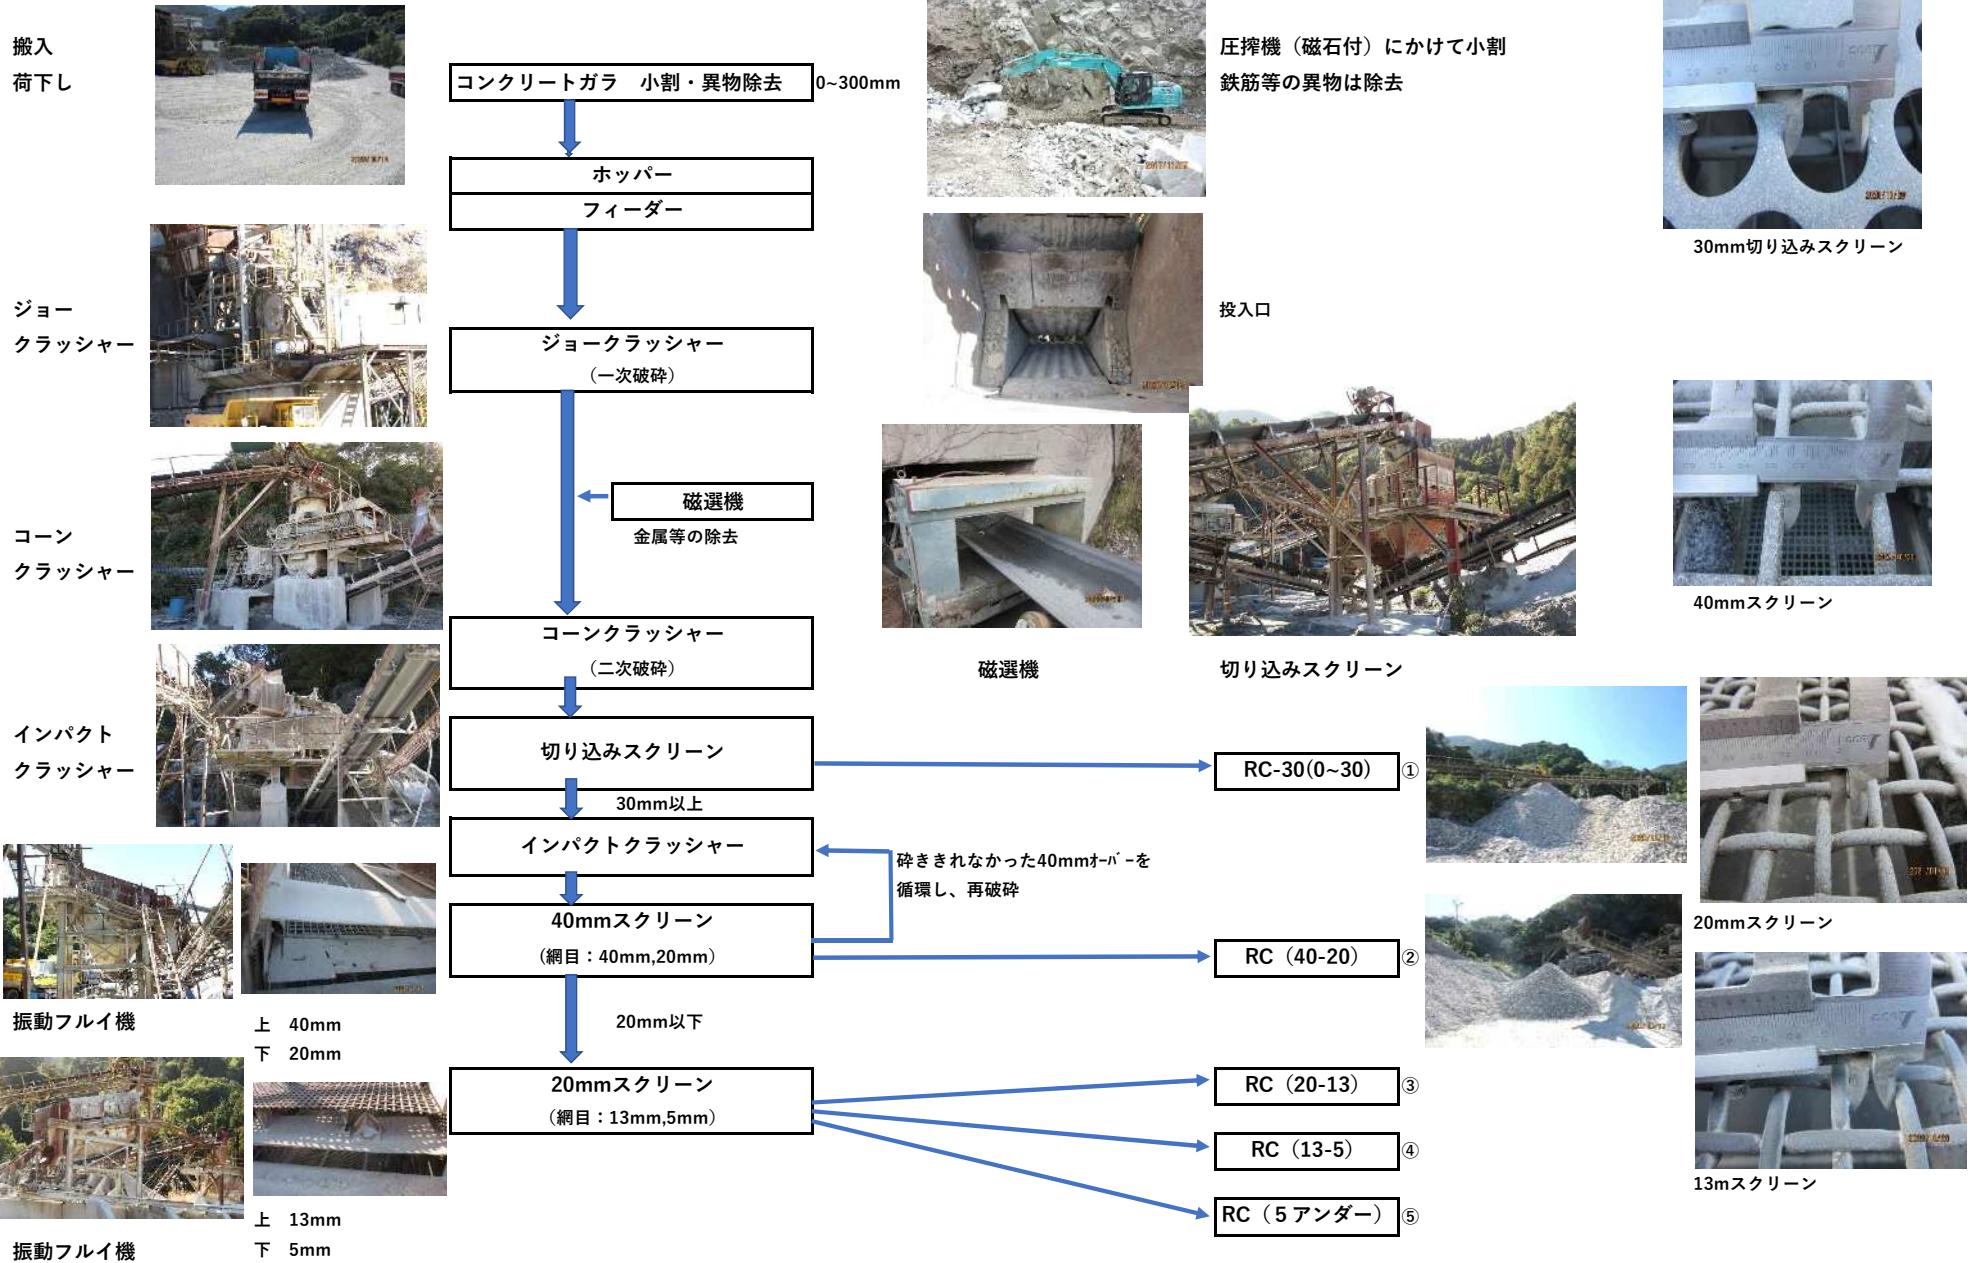 搬入
荷下し
コンクリートガラ　小割・異物除去
0~300mm
圧搾機（磁石付）にかけて小割
鉄筋等の異物は除去
ホッパー
フィーダー
30mm切り込みスクリーン
ジョー
クラッシャー
ジョークラッシャー
（一次破砕）
投入口
磁選機
金属等の除去
コーン
クラッシャー
40mmスクリーン
コーンクラッシャー
（二次破砕）
磁選機
切り込みスクリーン
インパクト
クラッシャー
切り込みスクリーン
RC-30(0~30)
①
30mm以上
インパクトクラッシャー
砕ききれなかった40mmｵｰﾊﾞｰを
循環し、再破砕
40mmスクリーン
（網目：40mm,20mm）
RC（40-20）
②
20mmスクリーン
振動フルイ機
上　40mm
下　20mm
20mm以下
20mmスクリーン
（網目：13mm,5mm）
RC（20-13）
③
RC（13-5）
④
RC（５アンダー）
⑤
13mスクリーン
振動フルイ機
上　13mm
下　5mm